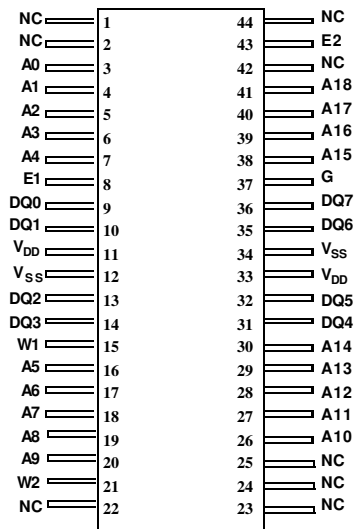 NC 1 44 NC
NC 2 43 E2
A0 3 42 NC
A1 4 41 A18
A2 5 40 A17
A3 6 39 A16
A4 7 38 A15
E1 8 37 G
DQ0 9 36 DQ7
DQ1 10 35 DQ6
VDD 11 34 VSS
VSS 12 33 VDD
DQ2 13 32 DQ5
DQ3 14 31 DQ4
W1 15 30 A14
A5 16 29 A13
A6 17 28 A12
A7 18 27 A11
A8 19 26 A10
A9 20 25 NC
W2 21 24 NC
NC 22 23 NC